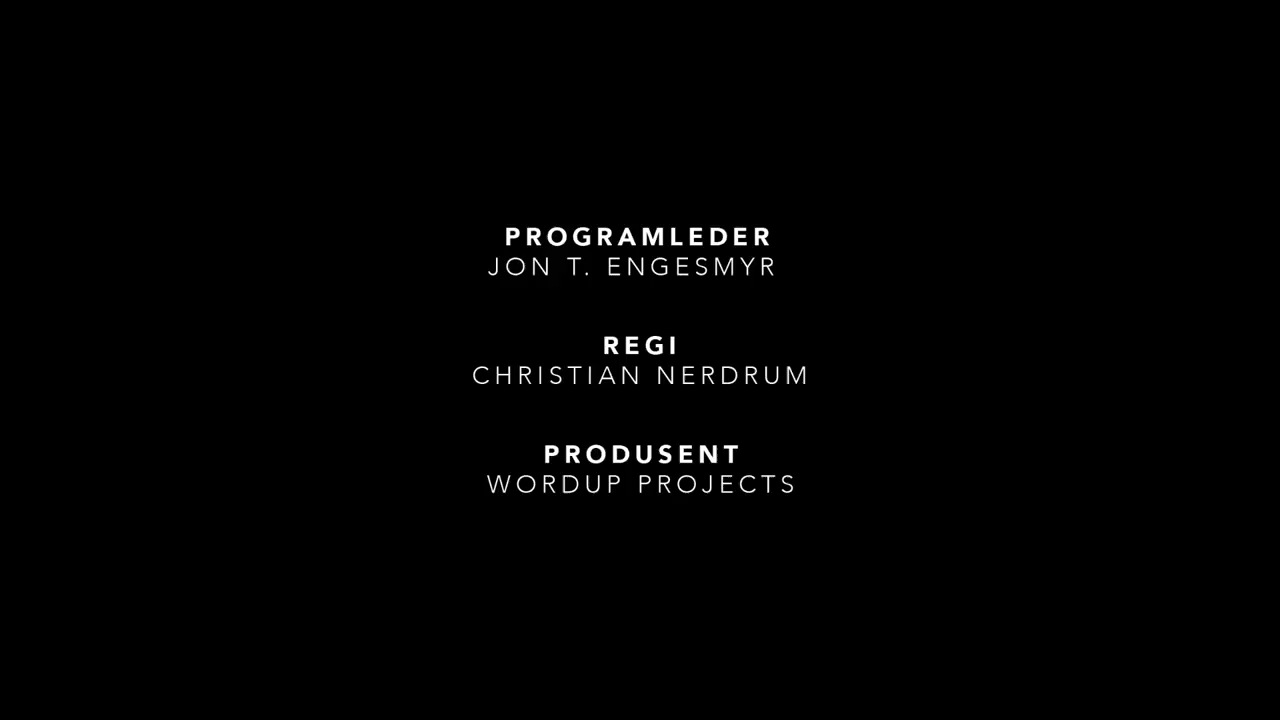 PROGRAMLEDER
JON T. ENGESMYR
REGI
CHRISTIAN NERDRUM
PRODUSENT
WORDUP PROJECTS